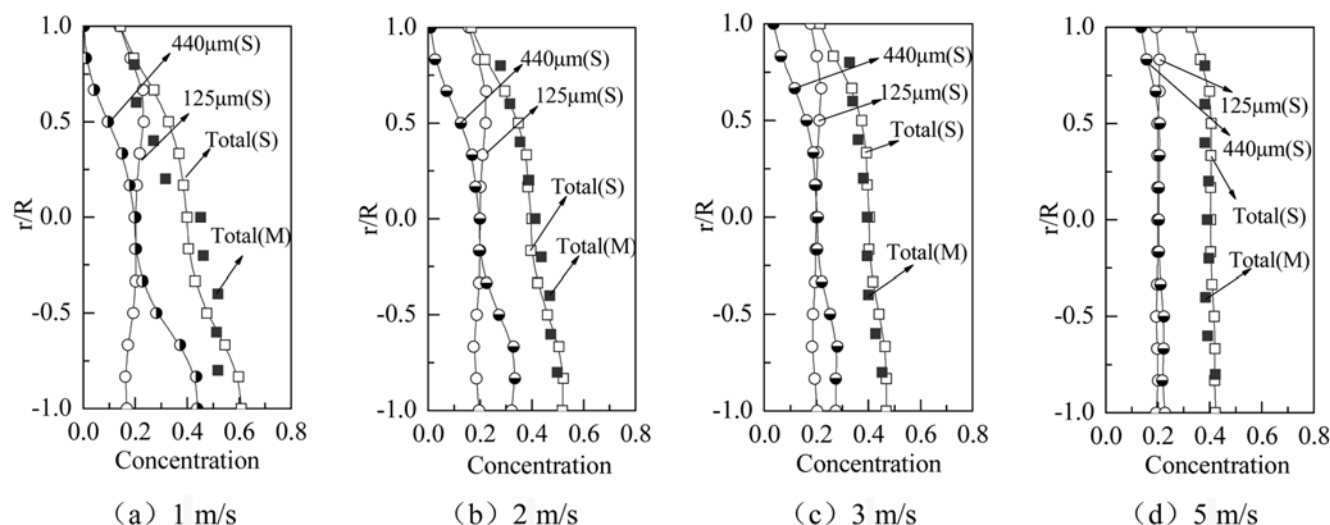 1.0
0.5
0.0
-0.5
-1.0
r/R
440μm(S)
125μm(S)
Total(S)
Total(M)
0.0 0.2 0.4 0.6 0.8
Concentration
（a）1 m/s
1.0
0.5
0.0
-0.5
-1.0
r/R
440μm(S)
125μm(S)
Total(S)
Total(M)
0.0 0.2 0.4 0.6 0.8
Concentration
（b）2 m/s
1.0
0.5
0.0
-0.5
-1.0
r/R
440μm(S)
125μm(S)
Total(S)
Total(M)
0.0 0.2 0.4 0.6 0.8
Concentration
（c）3 m/s
1.0
0.5
0.0
-0.5
-1.0
r/R
125μm(S)
440μm(S)
Total(S)
Total(M)
0.0 0.2 0.4 0.6 0.8
Concentration
（d）5 m/s